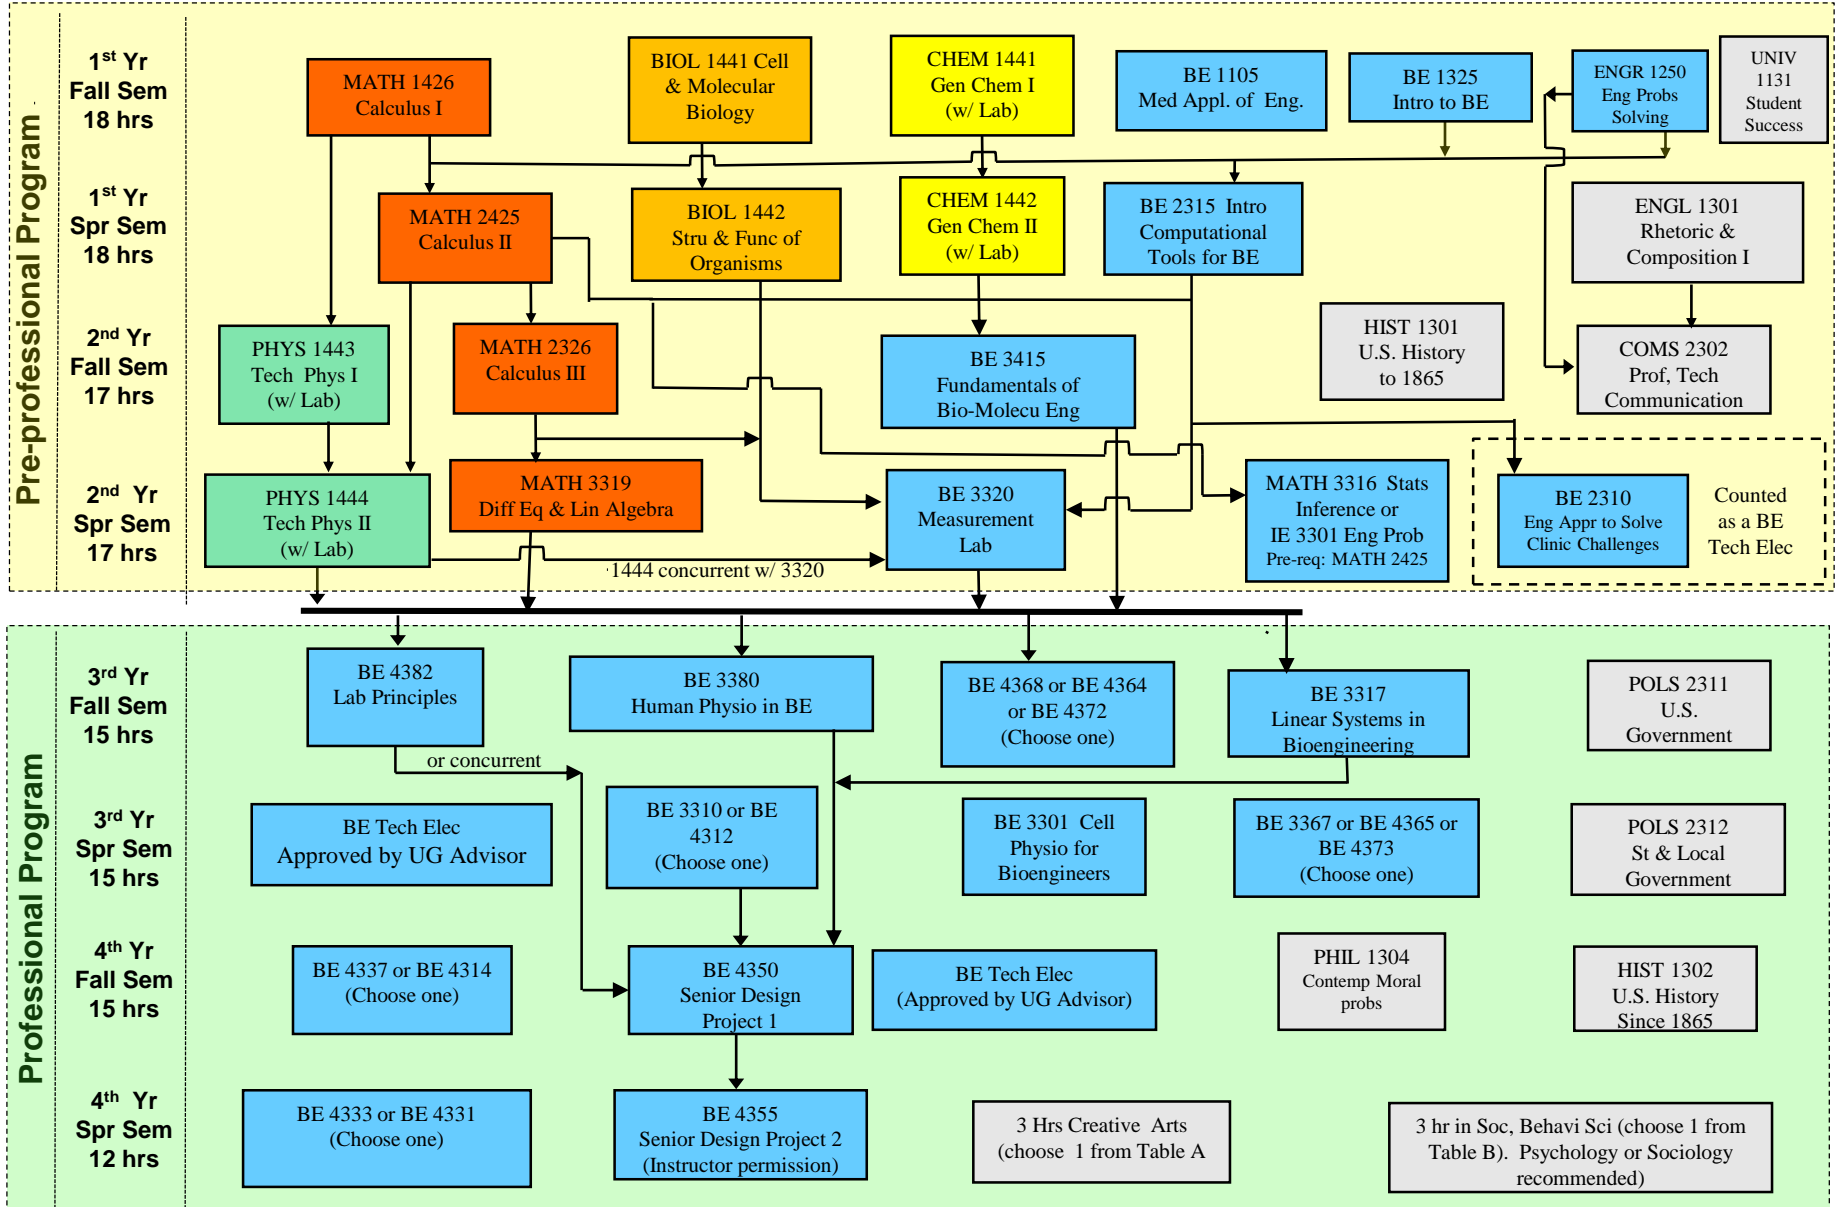 Pre-professional Program
1st Yr
Fall Sem
18 hrs
MATH 1426
Calculus I
BIOL 1441 Cell
& Molecular
Biology
CHEM 1441
Gen Chem I
(w/ Lab)
BE 1105
Med Appl. of Eng.
BE 1325
Intro to BE
ENGR 1250
Eng Probs
Solving
UNIV
1131
Student
Success
1st Yr
Spr Sem
18 hrs
MATH 2425
Calculus II
BIOL 1442
Stru & Func of
Organisms
CHEM 1442
Gen Chem II
(w/ Lab)
BE 2315 Intro
Computational
Tools for BE
ENGL 1301
Rhetoric &
Composition I
2nd Yr
Fall Sem
17 hrs
PHYS 1443
Tech Phys I
(w/ Lab)
MATH 2326
Calculus III
BE 3415
Fundamentals of
Bio-Molecu Eng
HIST 1301
U.S. History
to 1865
COMS 2302
Prof, Tech
Communication
2nd Yr
Spr Sem
17 hrs
PHYS 1444
Tech Phys II
(w/ Lab)
MATH 3319
Diff Eq & Lin Algebra
BE 3320
Measurement
Lab
MATH 3316 Stats
Inference or
IE 3301 Eng Prob
Pre-req: MATH 2425
BE 2310
Eng Appr to Solve
Clinic Challenges
Counted
as a BE
Tech Elec
1444 concurrent w/ 3320
Professional Program
3rd Yr
Fall Sem
15 hrs
BE 4382
Lab Principles
BE 3380
Human Physio in BE
BE 4368 or BE 4364
or BE 4372
(Choose one)
BE 3317
Linear Systems in
Bioengineering
POLS 2311
U.S.
Government
or concurrent
3rd Yr
Spr Sem
15 hrs
BE Tech Elec
Approved by UG Advisor
BE 3310 or BE
4312
(Choose one)
BE 3301 Cell
Physio for
Bioengineers
BE 3367 or BE 4365 or
BE 4373
(Choose one)
POLS 2312
St & Local
Government
4th Yr
Fall Sem
15 hrs
BE 4337 or BE 4314
(Choose one)
BE 4350
Senior Design
Project 1
BE Tech Elec
(Approved by UG Advisor)
PHIL 1304
Contemp Moral
probs
HIST 1302
U.S. History
Since 1865
4th Yr
Spr Sem
12 hrs
BE 4333 or BE 4331
(Choose one)
BE 4355
Senior Design Project 2
(Instructor permission)
3 Hrs Creative Arts
(choose 1 from Table A
3 hr in Soc, Behavi Sci (choose 1 from
Table B). Psychology or Sociology
recommended)